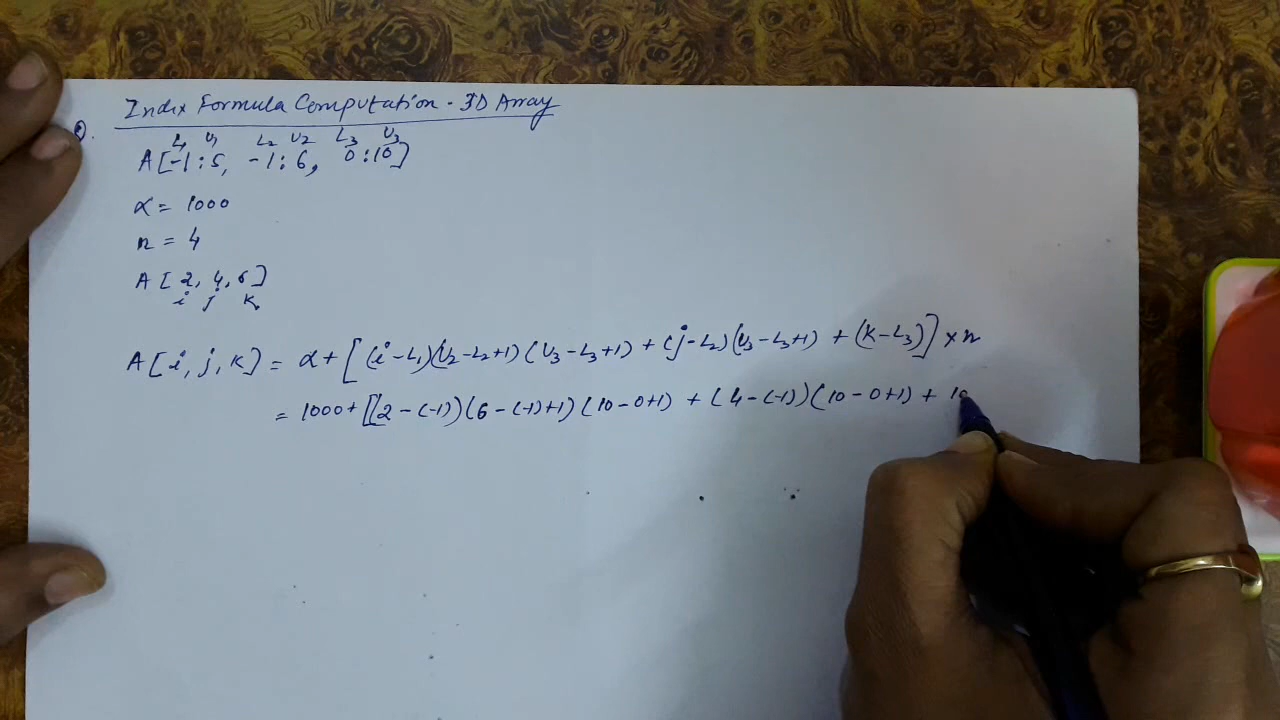 Index Formula Computation - 3D Array
Q.
L1 U1 L2 U2 L3 U3
A[-1:5, -1:6, 0:10]
α = 1000
n = 4
A[2, 4, 6]
i j k
A[i, j, k] = α + [(i-L1)(U2-L2+1)(U3-L3+1) + (j-L2)(U3-L3+1) + (k-L3)] × n
= 1000 + [(2-(-1))(6-(-1)+1)(10-0+1) + (4-(-1))(10-0+1) + 10